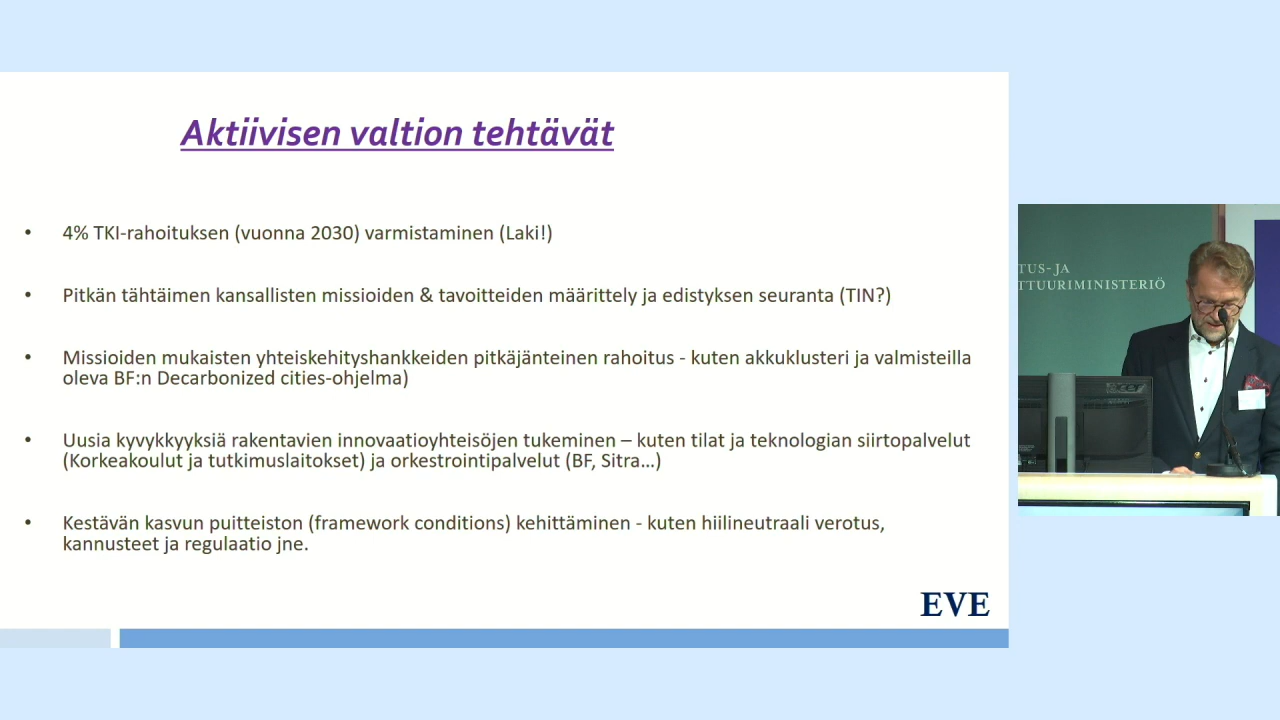 Aktiivisen valtion tehtävät
• 4% TKI-rahoituksen (vuonna 2030) varmistaminen (Laki!)
• Pitkän tähtäimen kansallisten missioiden & tavoitteiden määrittely ja edistyksen seuranta (TIN?)
• Missioiden mukaisten yhteiskehityshankkeiden pitkäjänteinen rahoitus - kuten akkuklusteri ja valmisteilla
oleva BF:n Decarbonized cities-ohjelma)
• Uusia kyvykkyyksiä rakentavien innovaatioyhteisöjen tukeminen – kuten tilat ja teknologian siirtopalvelut
(Korkeakoulut ja tutkimuslaitokset) ja orkestrointipalvelut (BF, Sitra...)
• Kestävän kasvun puitteiston (framework conditions) kehittäminen - kuten hiilineutraali verotus,
kannusteet ja regulaatio jne.
EVE
TUS- JA
TTUURIMINISTERIÖ
acer